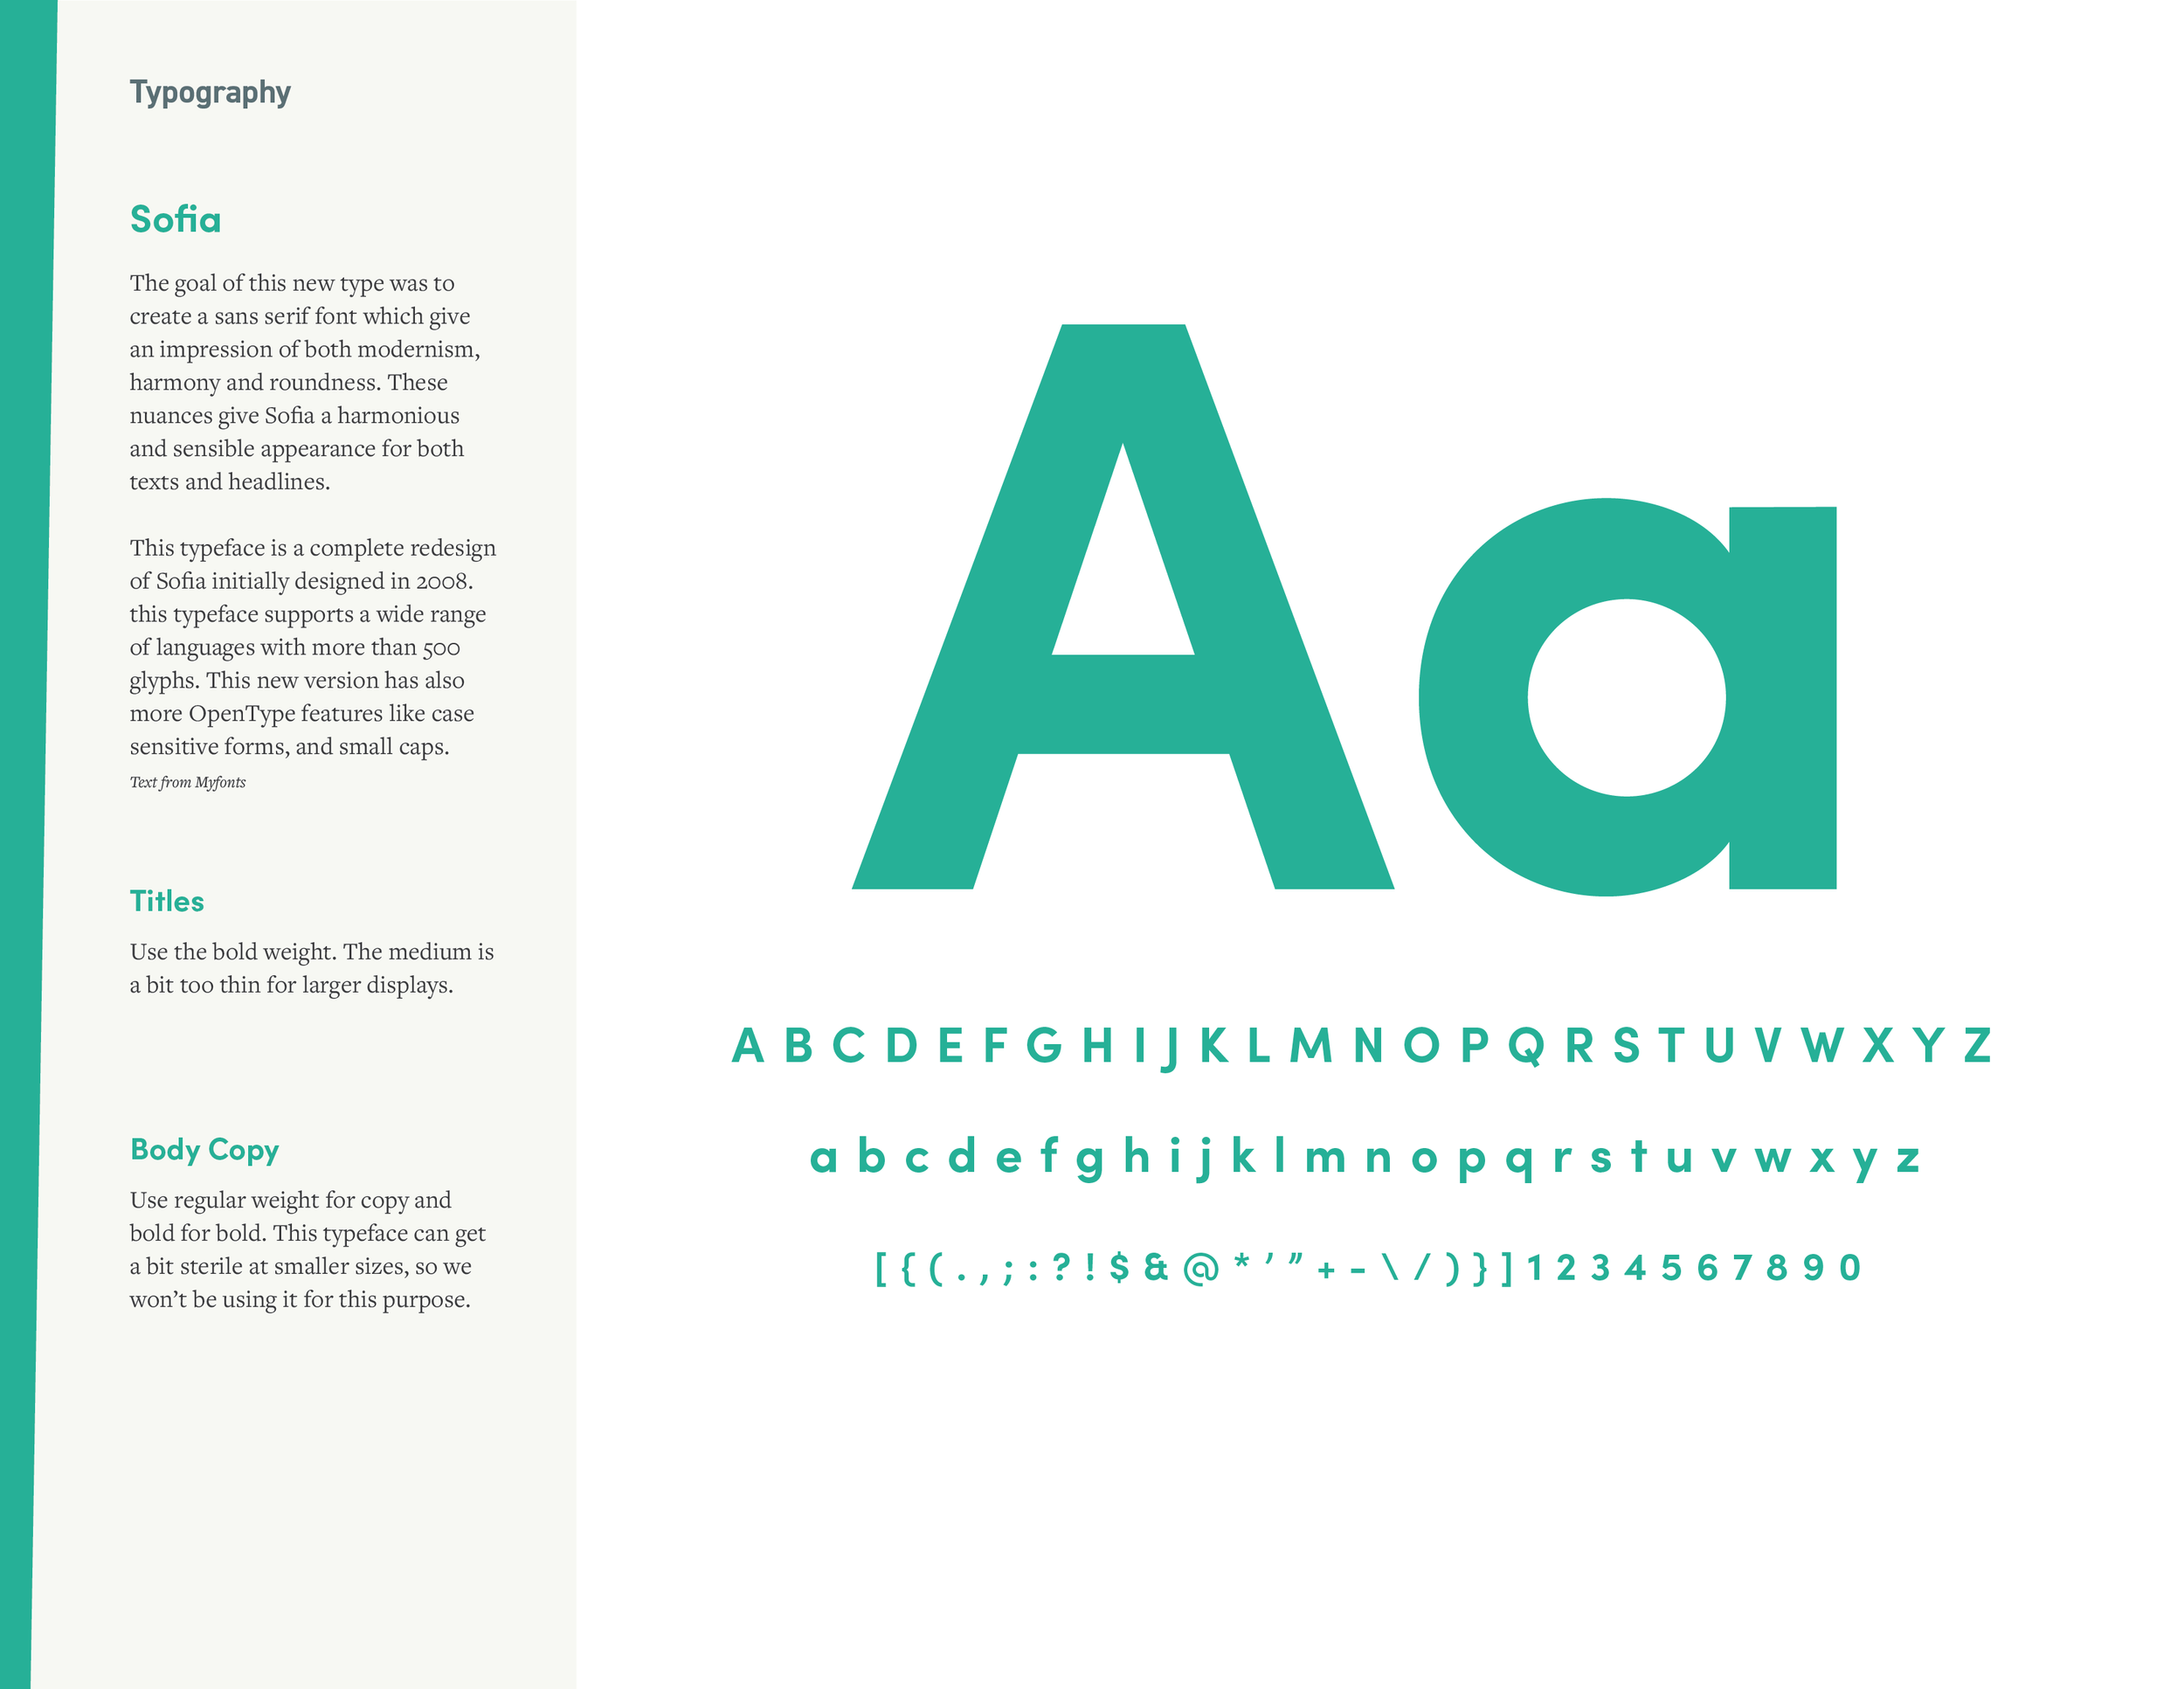 Typography
Sofia
The goal of this new type was to
create a sans serif font which give
an impression of both modernism,
harmony and roundness. These
nuances give Sofia a harmonious
and sensible appearance for both
texts and headlines.
This typeface is a complete redesign
of Sofia initially designed in 2008.
this typeface supports a wide range
of languages with more than 500
glyphs. This new version has also
more OpenType features like case
sensitive forms, and small caps.
Text from Myfonts
Titles
Use the bold weight. The medium is
a bit too thin for larger displays.
Body Copy
Use regular weight for copy and
bold for bold. This typeface can get
a bit sterile at smaller sizes, so we
won’t be using it for this purpose.
Aa
A B C D E F G H I J K L M N O P Q R S T U V W X Y Z
a b c d e f g h i j k l m n o p q r s t u v w x y z
[ { ( . , ; : ? ! $ & @ * ’ ” + - \ / ) } ] 1 2 3 4 5 6 7 8 9 0